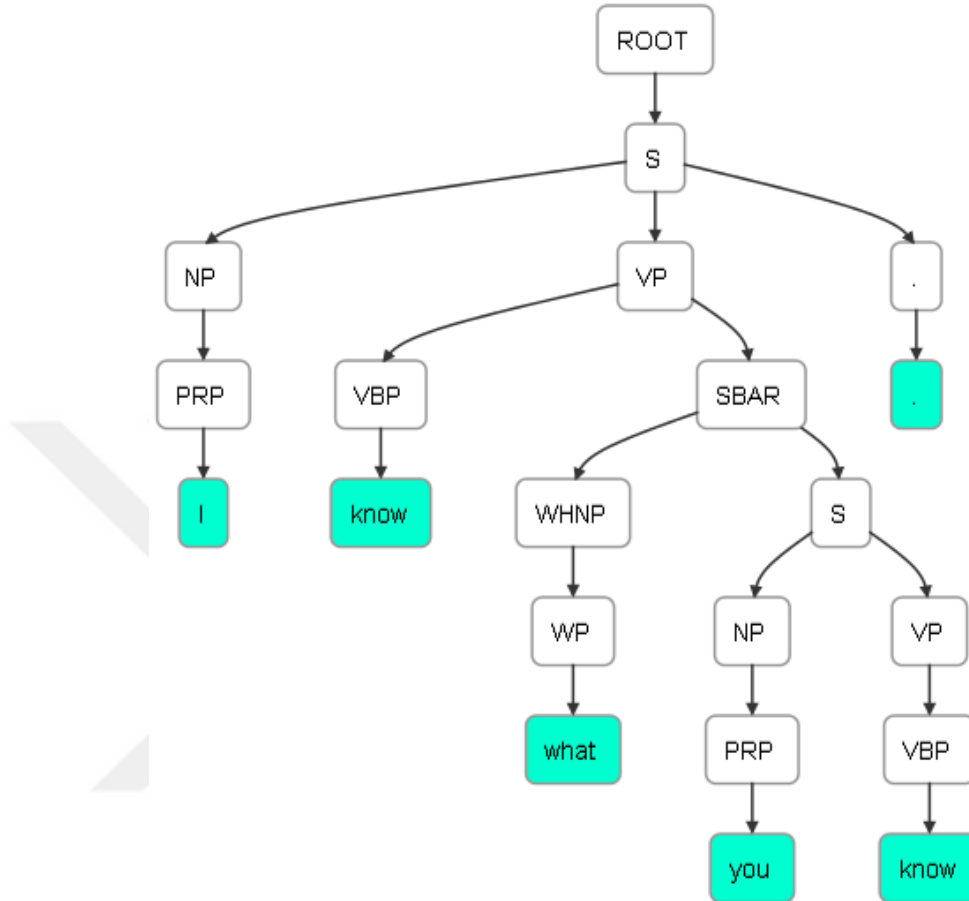 ROOT
S
NP VP .
PRP VBP SBAR .
I know WHNP S
WP NP VP
what PRP VBP
you know